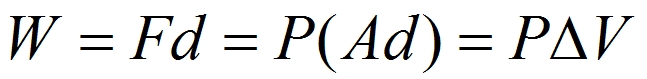 W = Fd = P(Ad) = PΔV